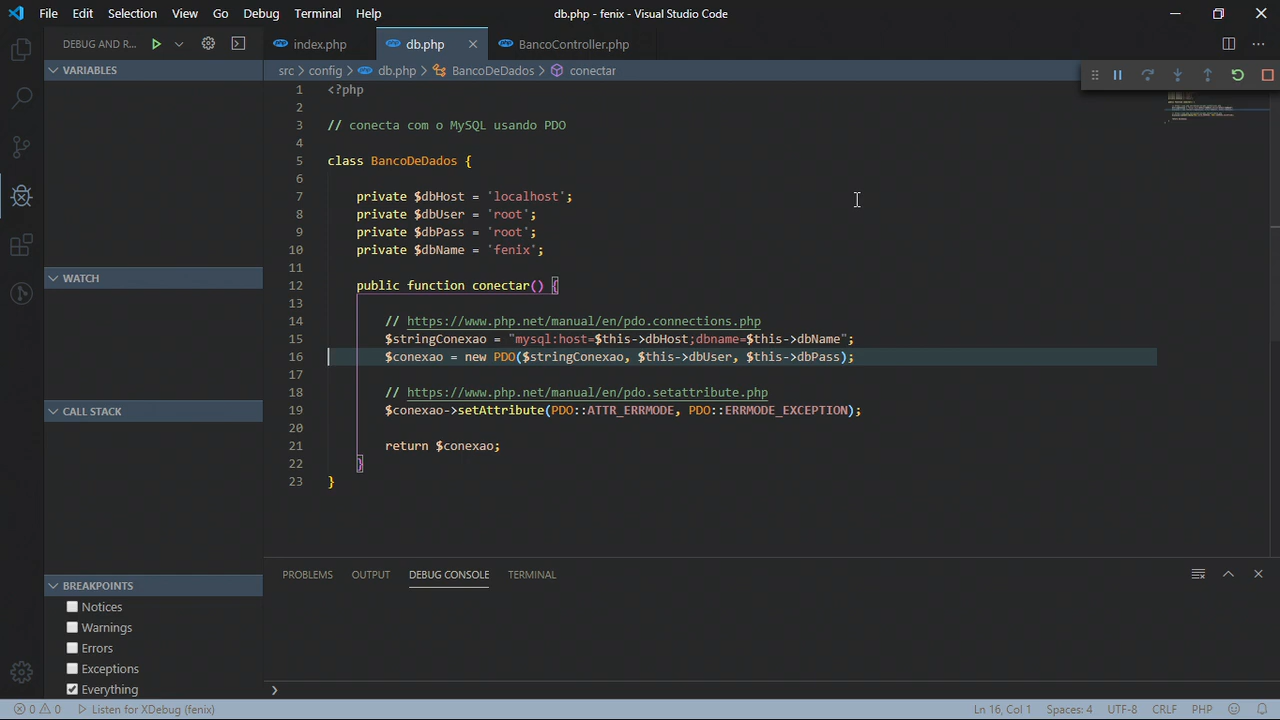 File Edit Selection View Go Debug Terminal Help db.php - fenix - Visual Studio Code
DEBUG AND R... index.php db.php BancoController.php
VARIABLES
src > config > db.php > BancoDeDados > conectar
1 <?php
2
3 // conecta com o MySQL usando PDO
4
5 class BancoDeDados {
6
7 private $dbHost = 'localhost';
8 private $dbUser = 'root';
9 private $dbPass = 'root';
10 private $dbName = 'fenix';
11
12 public function conectar() {
13
14 // https://www.php.net/manual/en/pdo.connections.php
15 $stringConexao = "mysql:host=$this->dbHost;dbname=$this->dbName";
16 $conexao = new PDO($stringConexao, $this->dbUser, $this->dbPass);
17
18 // https://www.php.net/manual/en/pdo.setattribute.php
19 $conexao->setAttribute(PDO::ATTR_ERRMODE, PDO::ERRMODE_EXCEPTION);
20
21 return $conexao;
22 }
23 }
WATCH
CALL STACK
BREAKPOINTS
Notices
Warnings
Errors
Exceptions
Everything
PROBLEMS OUTPUT DEBUG CONSOLE TERMINAL
0 0 Listen for XDebug (fenix) Ln 16, Col 1 Spaces: 4 UTF-8 CRLF PHP